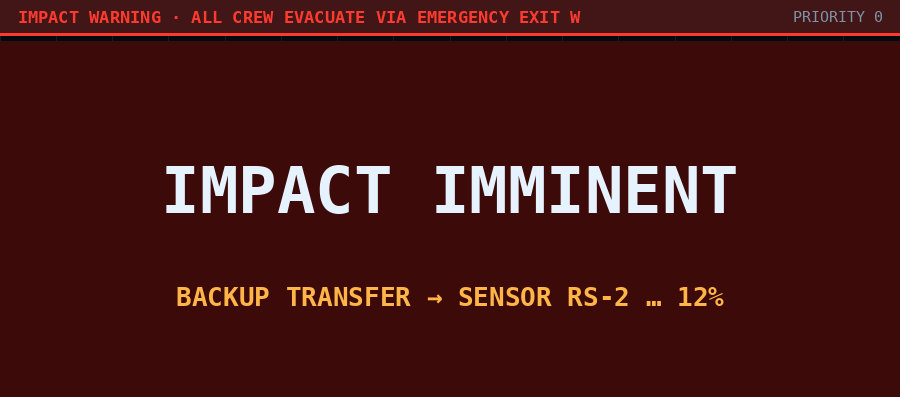 IMPACT WARNING · ALL CREW EVACUATE VIA EMERGENCY EXIT W
PRIORITY 0
IMPACT IMMINENT
BACKUP TRANSFER → SENSOR RS-2 … 12%